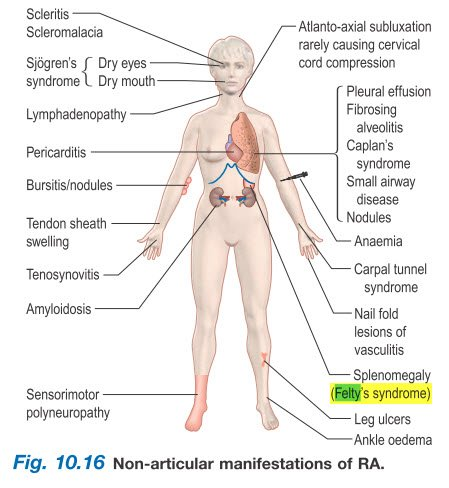 Scleritis
Scleromalacia
Sjögren's
syndrome
Dry eyes
Dry mouth
Lymphadenopathy
Pericarditis
Bursitis/nodules
Tendon sheath
swelling
Tenosynovitis
Amyloidosis
Sensorimotor
polyneuropathy
Atlanto-axial subluxation
rarely causing cervical
cord compression
Pleural effusion
Fibrosing
alveolitis
Caplan's
syndrome
Small airway
disease
Nodules
Anaemia
Carpal tunnel
syndrome
Nail fold
lesions of
vasculitis
Splenomegaly
(Felty's syndrome)
Leg ulcers
Ankle oedema
Fig. 10.16 Non-articular manifestations of RA.